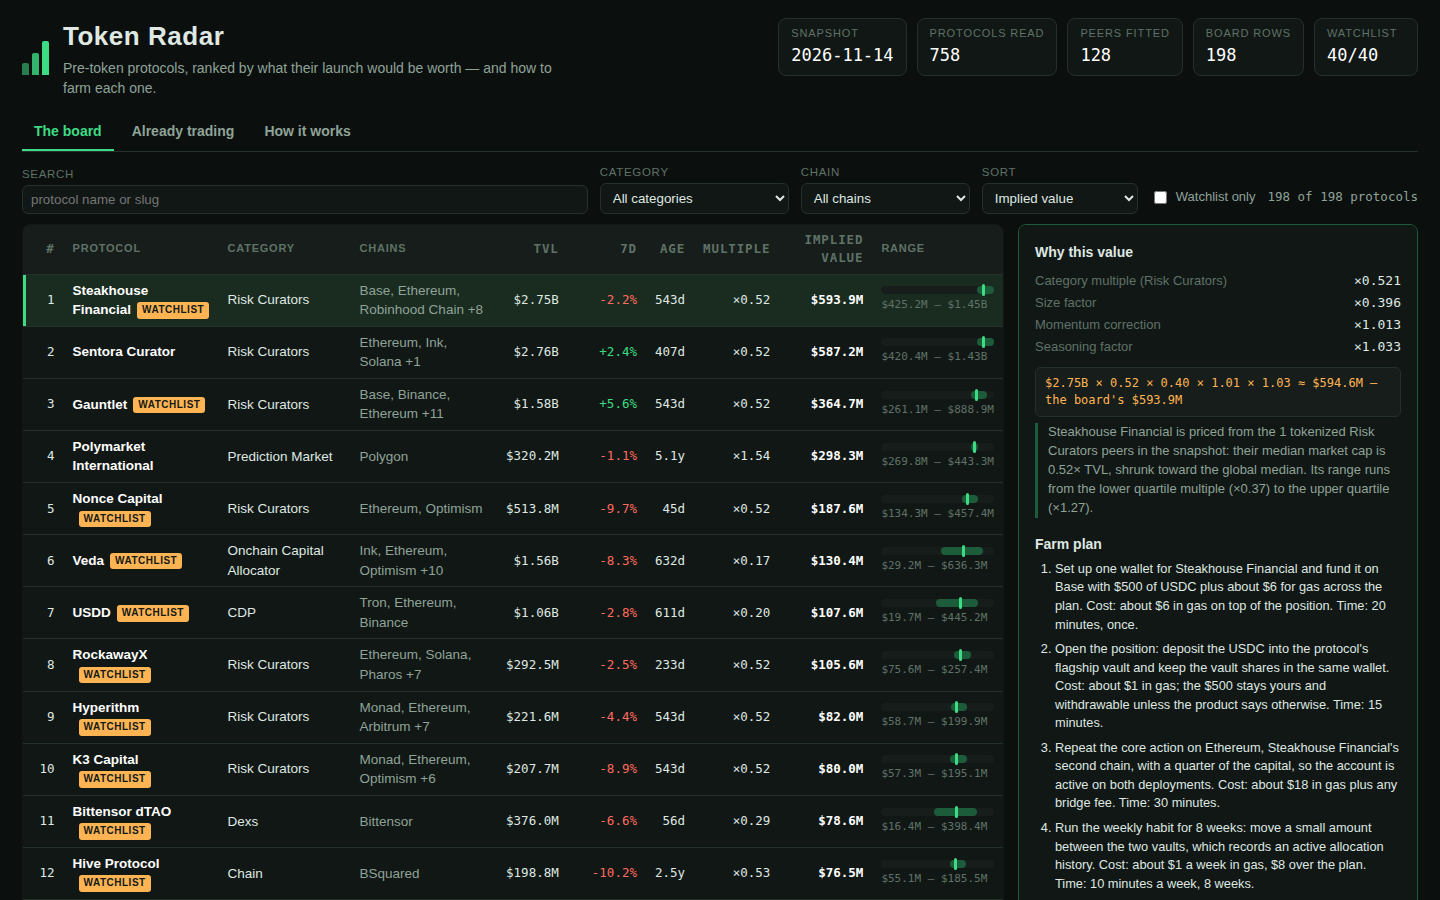 Token Radar
Pre-token protocols, ranked by what their launch would be worth — and how to
farm each one.
SNAPSHOT
2026-11-14
PROTOCOLS READ
758
PEERS FITTED
128
BOARD ROWS
198
WATCHLIST
40/40
The board
Already trading
How it works
SEARCH
protocol name or slug
CATEGORY
All categories
CHAIN
All chains
SORT
Implied value
Watchlist only
198 of 198 protocols
# PROTOCOL CATEGORY CHAINS TVL 7D AGE MULTIPLE IMPLIED VALUE RANGE
1 Steakhouse Financial WATCHLIST Risk Curators Base, Ethereum, Robinhood Chain +8 $2.75B -2.2% 543d ×0.52 $593.9M $425.2M — $1.45B
2 Sentora Curator Risk Curators Ethereum, Ink, Solana +1 $2.76B +2.4% 407d ×0.52 $587.2M $420.4M — $1.43B
3 Gauntlet WATCHLIST Risk Curators Base, Binance, Ethereum +11 $1.58B +5.6% 543d ×0.52 $364.7M $261.1M — $888.9M
4 Polymarket International Prediction Market Polygon $320.2M -1.1% 5.1y ×1.54 $298.3M $269.8M — $443.3M
5 Nonce Capital WATCHLIST Risk Curators Ethereum, Optimism $513.8M -9.7% 45d ×0.52 $187.6M $134.3M — $457.4M
6 Veda WATCHLIST Onchain Capital Allocator Ink, Ethereum, Optimism +10 $1.56B -8.3% 632d ×0.17 $130.4M $29.2M — $636.3M
7 USDD WATCHLIST CDP Tron, Ethereum, Binance $1.06B -2.8% 611d ×0.20 $107.6M $19.7M — $445.2M
8 RockawayX WATCHLIST Risk Curators Ethereum, Solana, Pharos +7 $292.5M -2.5% 233d ×0.52 $105.6M $75.6M — $257.4M
9 Hyperithm WATCHLIST Risk Curators Monad, Ethereum, Arbitrum +7 $221.6M -4.4% 543d ×0.52 $82.0M $58.7M — $199.9M
10 K3 Capital WATCHLIST Risk Curators Monad, Ethereum, Optimism +6 $207.7M -8.9% 543d ×0.52 $80.0M $57.3M — $195.1M
11 Bittensor dTAO WATCHLIST Dexs Bittensor $376.0M -6.6% 56d ×0.29 $78.6M $16.4M — $398.4M
12 Hive Protocol WATCHLIST Chain BSquared $198.8M -10.2% 2.5y ×0.53 $76.5M $55.1M — $185.5M
Why this value
Category multiple (Risk Curators) ×0.521
Size factor ×0.396
Momentum correction ×1.013
Seasoning factor ×1.033
$2.75B × 0.52 × 0.40 × 1.01 × 1.03 ≈ $594.6M —
the board's $593.9M
Steakhouse Financial is priced from the 1 tokenized Risk
Curators peers in the snapshot: their median market cap is
0.52× TVL, shrunk toward the global median. Its range runs
from the lower quartile multiple (×0.37) to the upper quartile
(×1.27).
Farm plan
1. Set up one wallet for Steakhouse Financial and fund it on
Base with $500 of USDC plus about $6 for gas across the
plan. Cost: about $6 in gas on top of the position. Time: 20
minutes, once.
2. Open the position: deposit the USDC into the protocol's
flagship vault and keep the vault shares in the same wallet.
Cost: about $1 in gas; the $500 stays yours and
withdrawable unless the product says otherwise. Time: 15
minutes.
3. Repeat the core action on Ethereum, Steakhouse Financial's
second chain, with a quarter of the capital, so the account is
active on both deployments. Cost: about $18 in gas plus any
bridge fee. Time: 30 minutes.
4. Run the weekly habit for 8 weeks: move a small amount
between the two vaults, which records an active allocation
history. Cost: about $1 a week in gas, $8 over the plan.
Time: 10 minutes a week, 8 weeks.